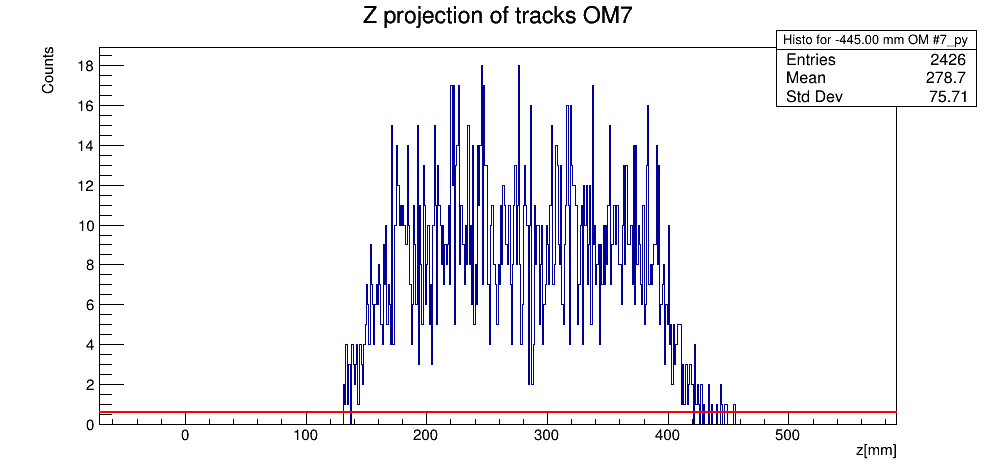 Z projection of tracks OM7
Histo for -445.00 mm OM #7_py
Entries 2426
Mean 278.7
Std Dev 75.71
Counts
18
16
14
12
10
8
6
4
2
0
0 100 200 300 400 500
z[mm]